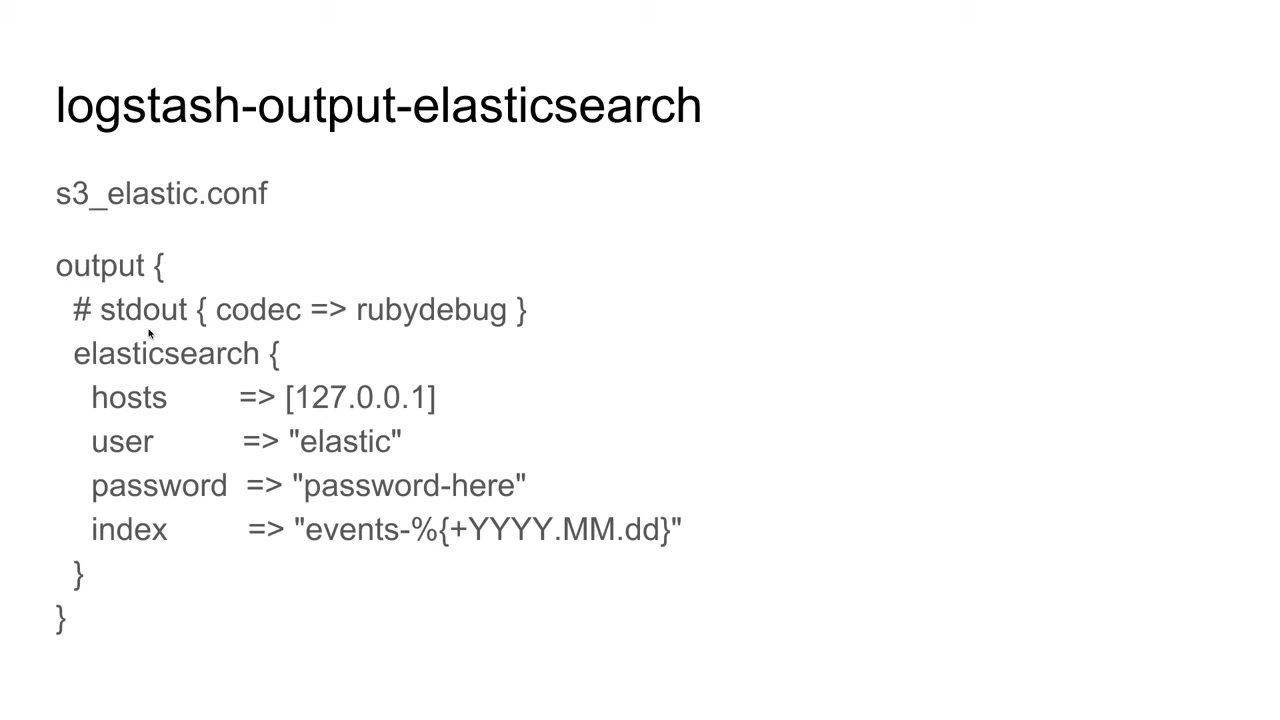 logstash-output-elasticsearch
s3_elastic.conf
output {
# stdout { codec => rubydebug }
elasticsearch {
hosts => [127.0.0.1]
user => "elastic"
password => "password-here"
index => "events-%{+YYYY.MM.dd}"
}
}